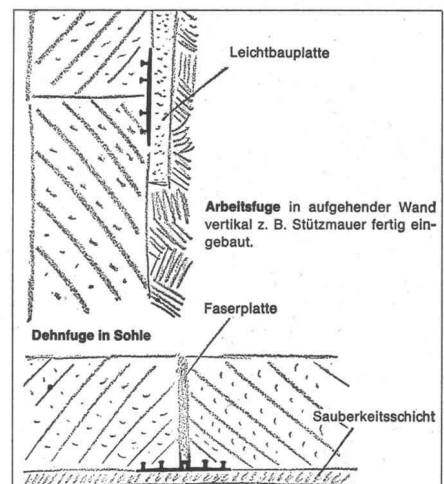 Leichtbauplatte
Arbeitsfuge in aufgehender Wand
vertikal z. B. Stützmauer fertig ein-
gebaut.
Faserplatte
Dehnfuge in Sohle
Sauberkeitsschicht